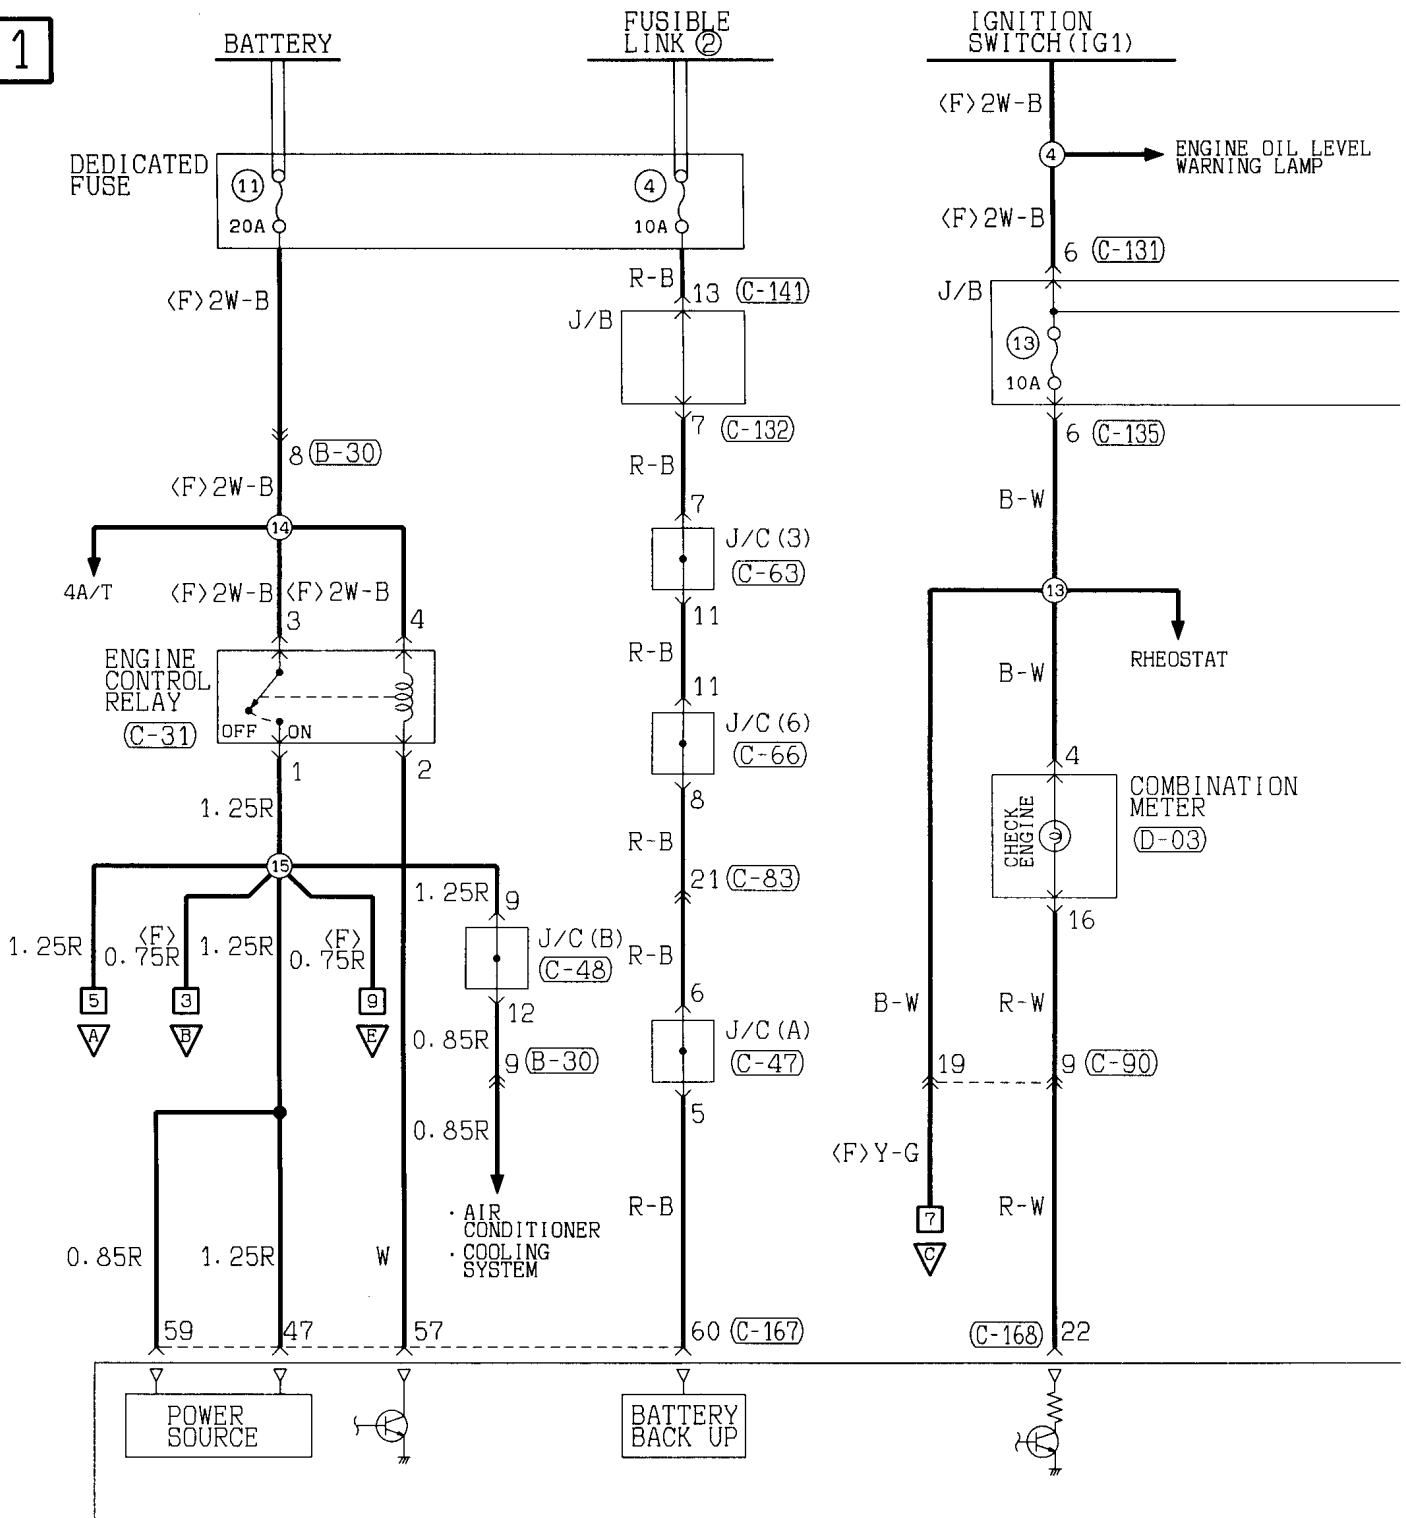 1
BATTERY
FUSIBLE
LINK ②
IGNITION
SWITCH(IG1)
<F>2W-B
4
ENGINE OIL LEVEL
WARNING LAMP
DEDICATED
FUSE
11
20A
4
10A
<F>2W-B
6 (C-131)
R-B
13 (C-141)
J/B
<F>2W-B
J/B
13
10A
7 (C-132)
6 (C-135)
8 (B-30)
R-B
<F>2W-B
B-W
7
14
J/C(3)
(C-63)
4A/T
<F>2W-B
<F>2W-B
13
3
4
11
R-B
RHEOSTAT
ENGINE
CONTROL
RELAY
(C-31)
OFF
ON
B-W
11
J/C(6)
(C-66)
1
2
4
1.25R
8
COMBINATION
METER
(D-03)
CHECK
ENGINE
R-B
15
21 (C-83)
1.25R
9
16
1.25R
<F>
0.75R
1.25R
<F>
0.75R
J/C(B)
(C-48)
R-B
5
3
9
6
B-W
R-W
A
B
E
12
0.85R
J/C(A)
(C-47)
9 (B-30)
19
9 (C-90)
5
0.85R
<F>Y-G
· AIR
CONDITIONER
· COOLING
SYSTEM
R-B
R-W
7
C
0.85R
1.25R
W
59
47
57
60 (C-167)
(C-168) 22
POWER
SOURCE
BATTERY
BACK UP